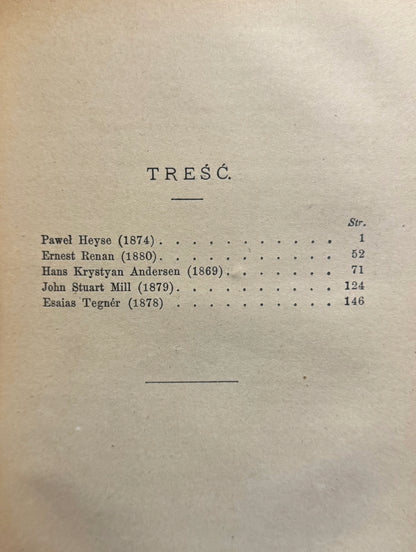 TREŚĆ.
Str.
Paweł Heyse (1874) . . . . . . . . . . . 1
Ernest Renan (1880) . . . . . . . . . . . 52
Hans Krystyan Andersen (1869) . . . . . . . 71
John Stuart Mill (1879) . . . . . . . . . . 124
Esaias Tegnér (1878) . . . . . . . . . . 146